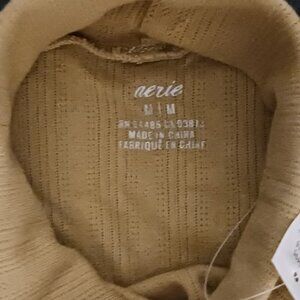 aerie
M | M
MADE IN CHINA
FABRIQUÉ EN CHINE